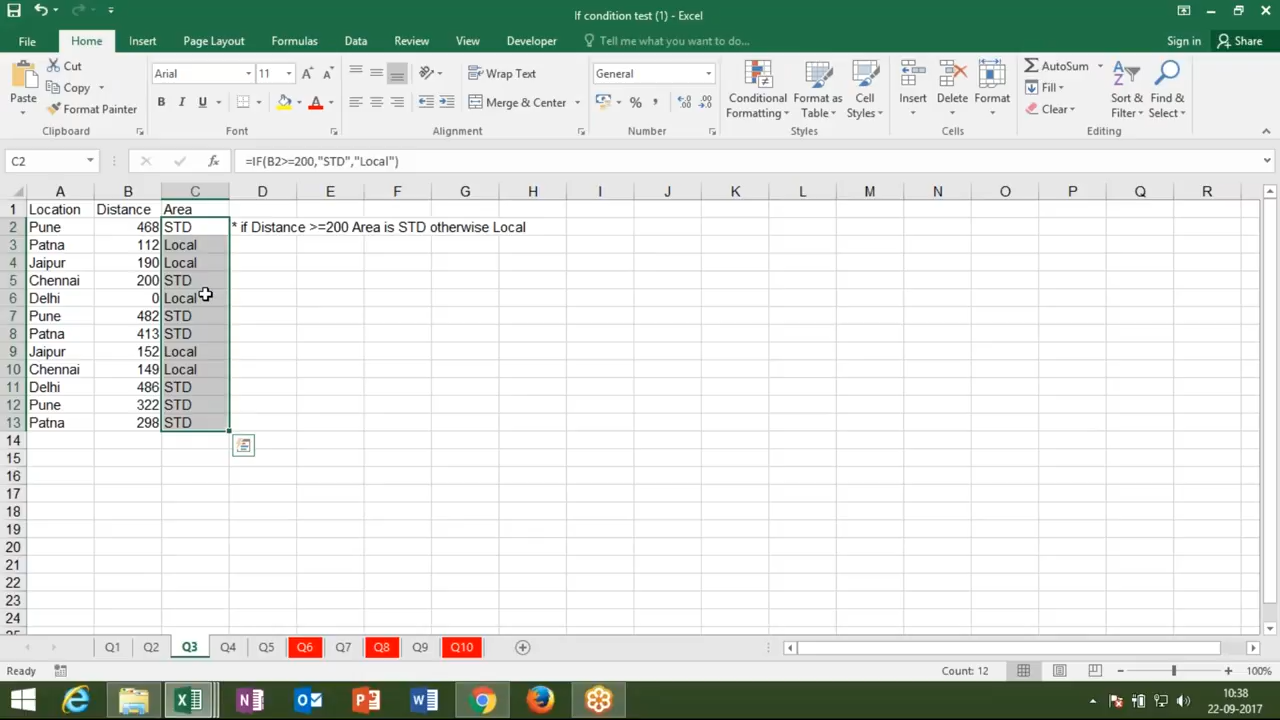 If condition test (1) - Excel
File Home Insert Page Layout Formulas Data Review View Developer Tell me what you want to do... Sign in Share
Paste Cut Copy Format Painter Clipboard
Arial 11 B I U A Font
Wrap Text Merge & Center Alignment
General % Number
Conditional Formatting Format as Table Cell Styles Styles
Insert Delete Format Cells
AutoSum Fill Clear Sort & Filter Find & Select Editing
C2 fx =IF(B2>=200,"STD","Local")
A B C D E F G H I J K L M N O P Q R
1 Location Distance Area
2 Pune 468 STD * if Distance >=200 Area is STD otherwise Local
3 Patna 112 Local
4 Jaipur 190 Local
5 Chennai 200 STD
6 Delhi 0 Local
7 Pune 482 STD
8 Patna 413 STD
9 Jaipur 152 Local
10 Chennai 149 Local
11 Delhi 486 STD
12 Pune 322 STD
13 Patna 298 STD
14
15
16
17
18
19
20
21
22
23
24
Q1 Q2 Q3 Q4 Q5 Q6 Q7 Q8 Q9 Q10
Ready Count: 12 100%
10:38
22-09-2017